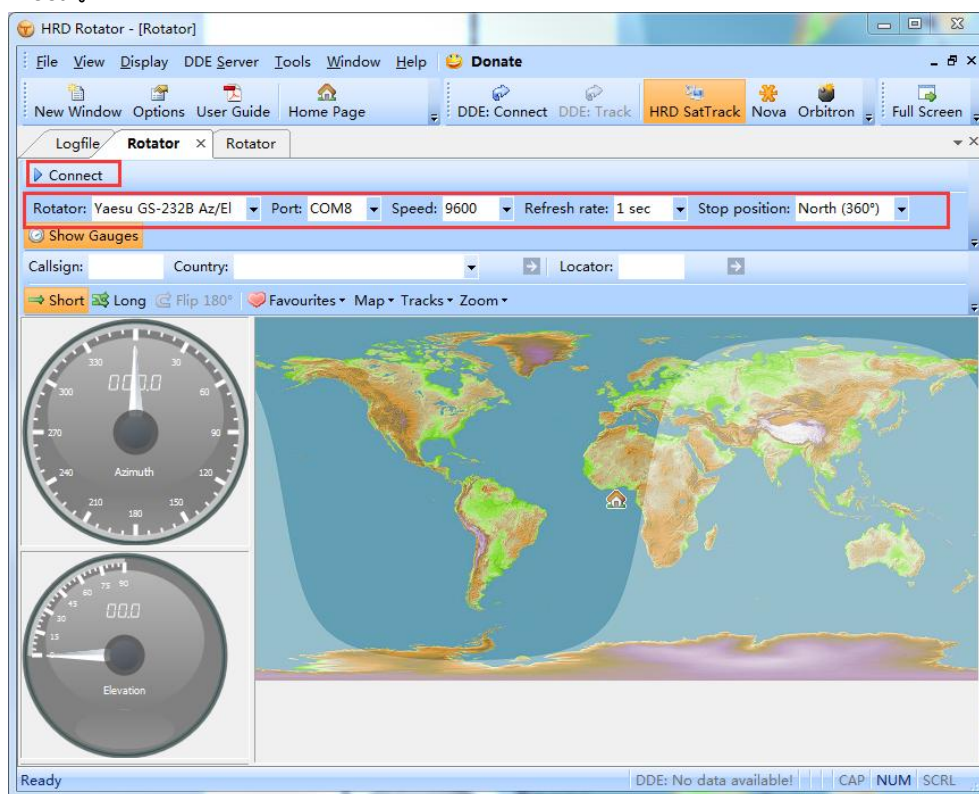 HRD Rotator - [Rotator]
File View Display DDE Server Tools Window Help Donate
New Window Options User Guide Home Page DDE: Connect DDE: Track HRD SatTrack Nova Orbitron Full Screen
Logfile Rotator × Rotator
Connect
Rotator: Yaesu GS-232B Az/El Port: COM8 Speed: 9600 Refresh rate: 1 sec Stop position: North (360°)
Show Gauges
Callsign: Country: Locator:
Short Long Flip 180° Favourites Map Tracks Zoom
330 30
300 000.0 60
270 90
240 Azimuth 120
210 180 150
75 90
60
45
30 00.0
15
0
Elevation
Ready DDE: No data available! CAP NUM SCRL